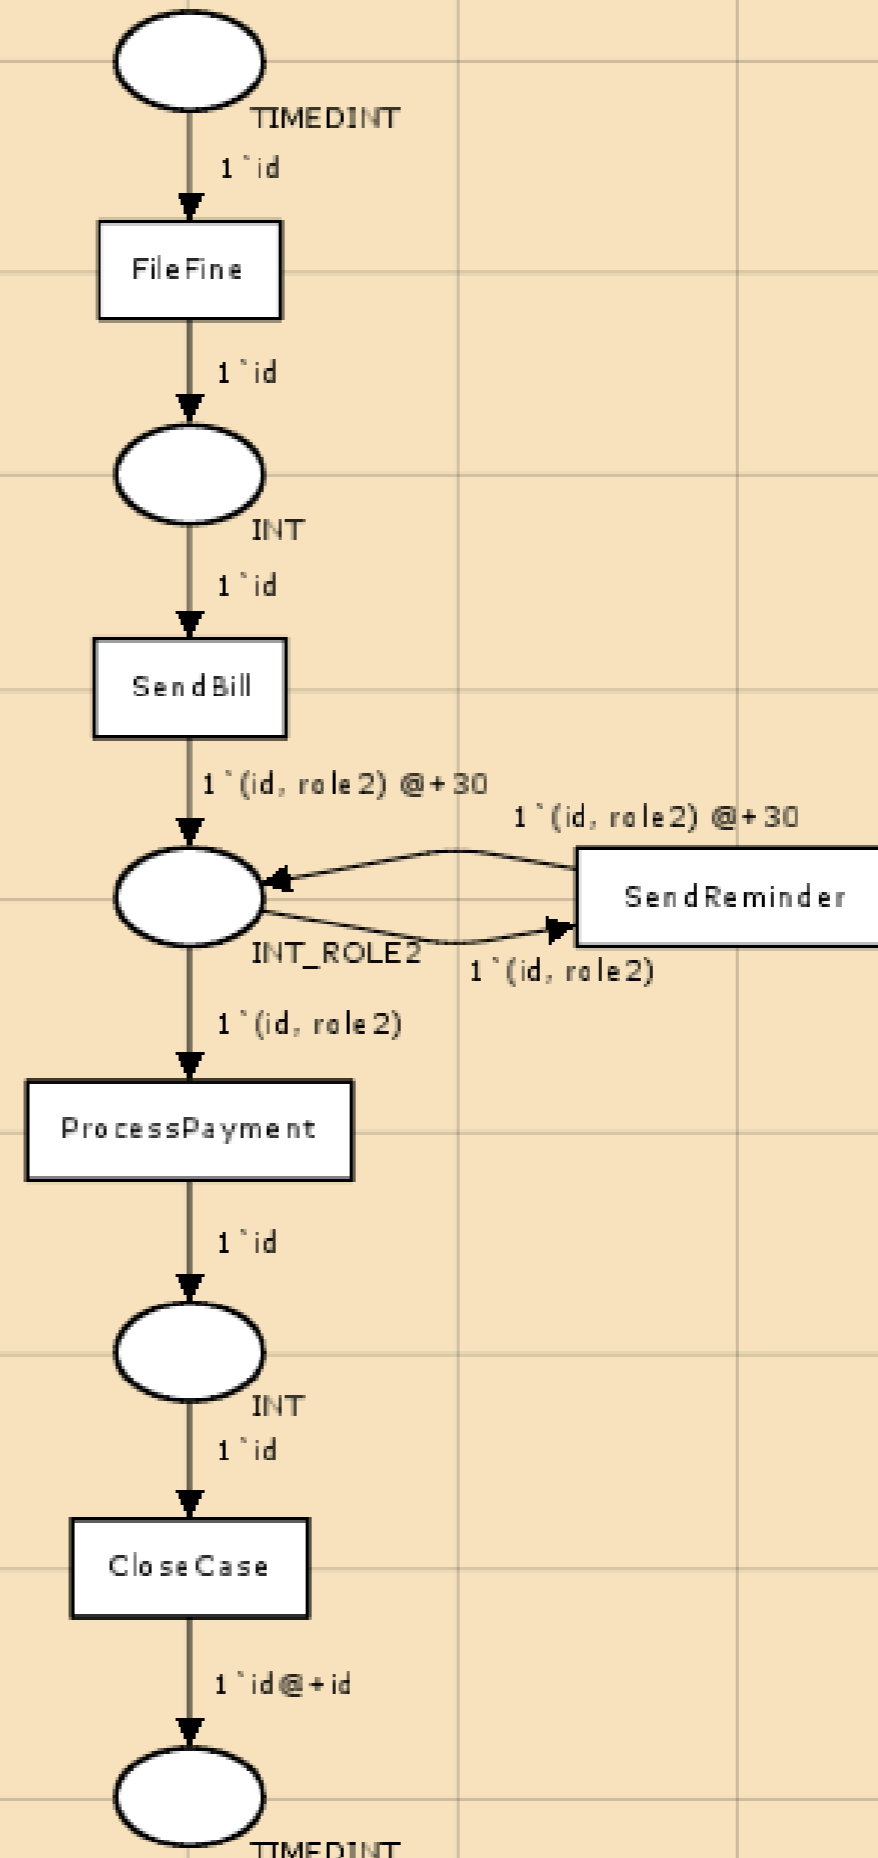 TIMEDINT
1`id
FileFine
1`id
INT
1`id
SendBill
1`(id, role2) @+30
1`(id, role2) @+30
SendReminder
INT_ROLE2
1`(id, role2)
1`(id, role2)
ProcessPayment
1`id
INT
1`id
CloseCase
1`id@+id
TIMEDINT